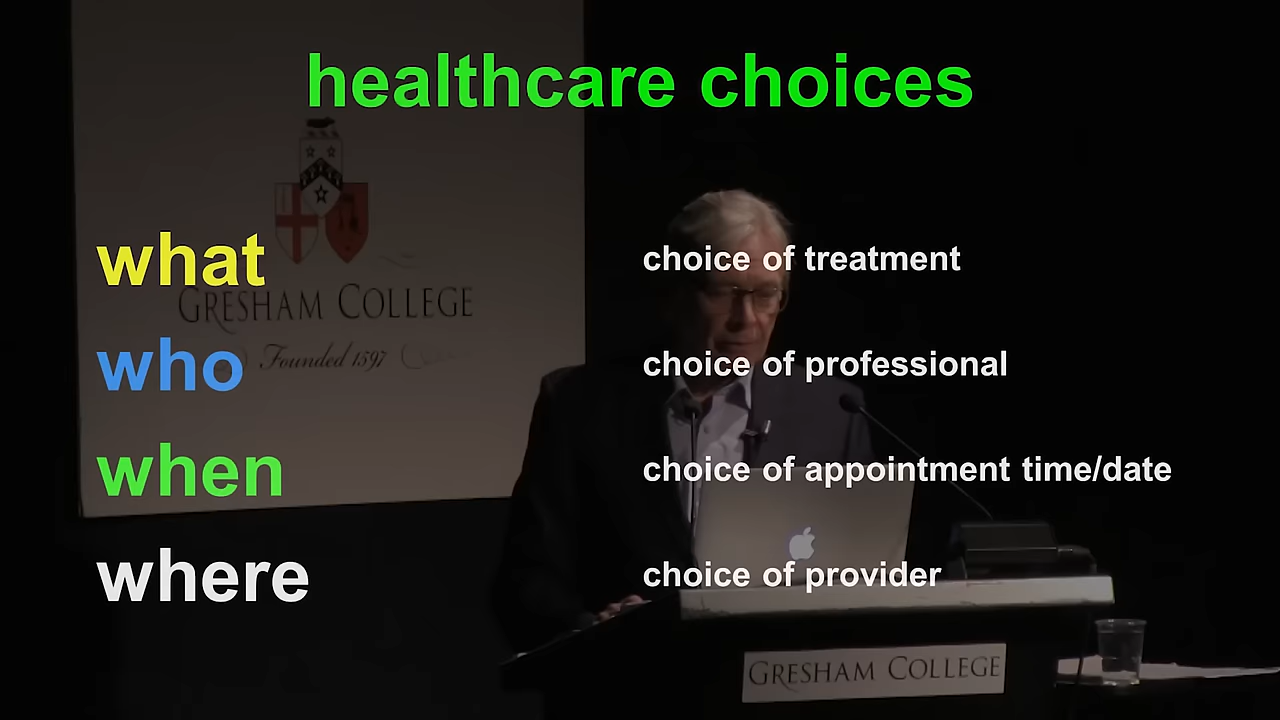 healthcare choices
what
choice of treatment
GRESHAM COLLEGE
Founded 1597
who
choice of professional
when
choice of appointment time/date
where
choice of provider
GRESHAM COLLEGE